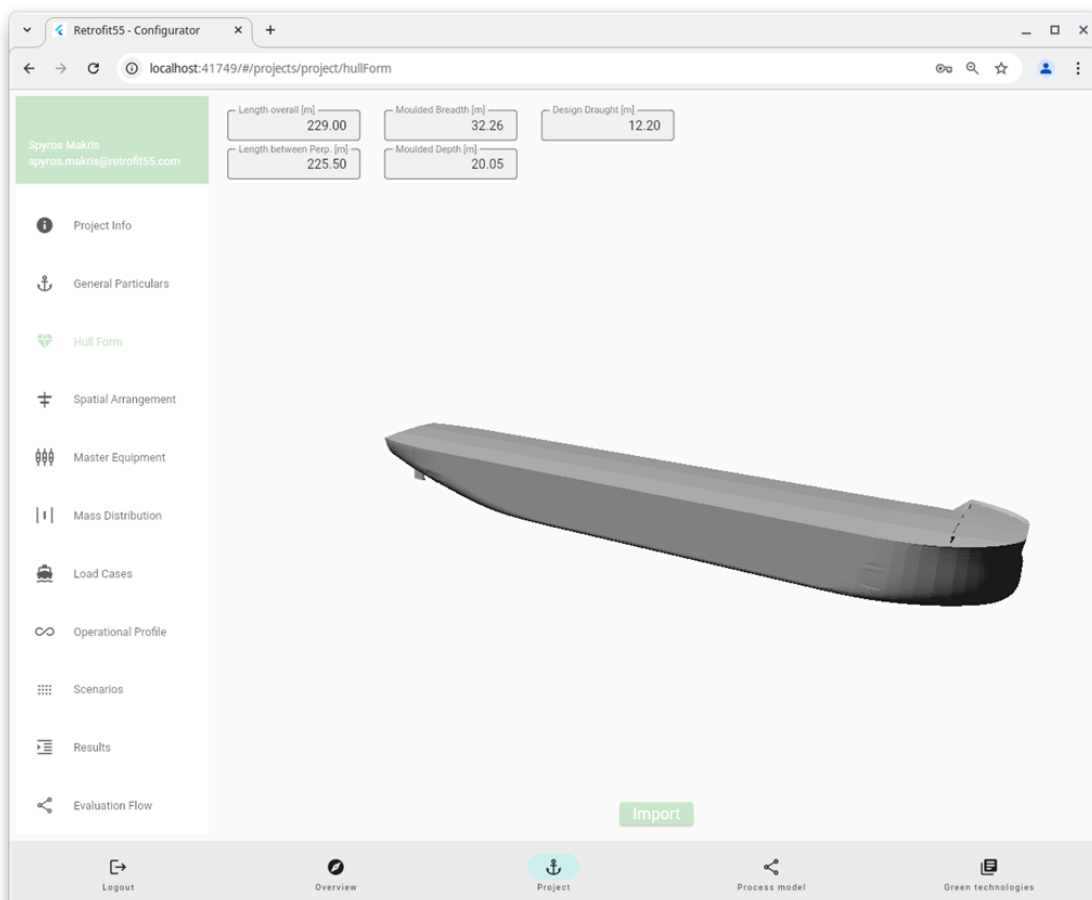 Retrofit55 - Configurator
localhost:41749/#/projects/project/hullForm
Spyros Makris
spyros.makris@retrofit55.com
Length overall [m]
229.00
Moulded Breadth [m]
32.26
Design Draught [m]
12.20
Length between Perp. [m]
225.50
Moulded Depth [m]
20.05
Project Info
General Particulars
Hull Form
Spatial Arrangement
Master Equipment
Mass Distribution
Load Cases
Operational Profile
Scenarios
Results
Evaluation Flow
Import
Logout
Overview
Project
Process model
Green technologies